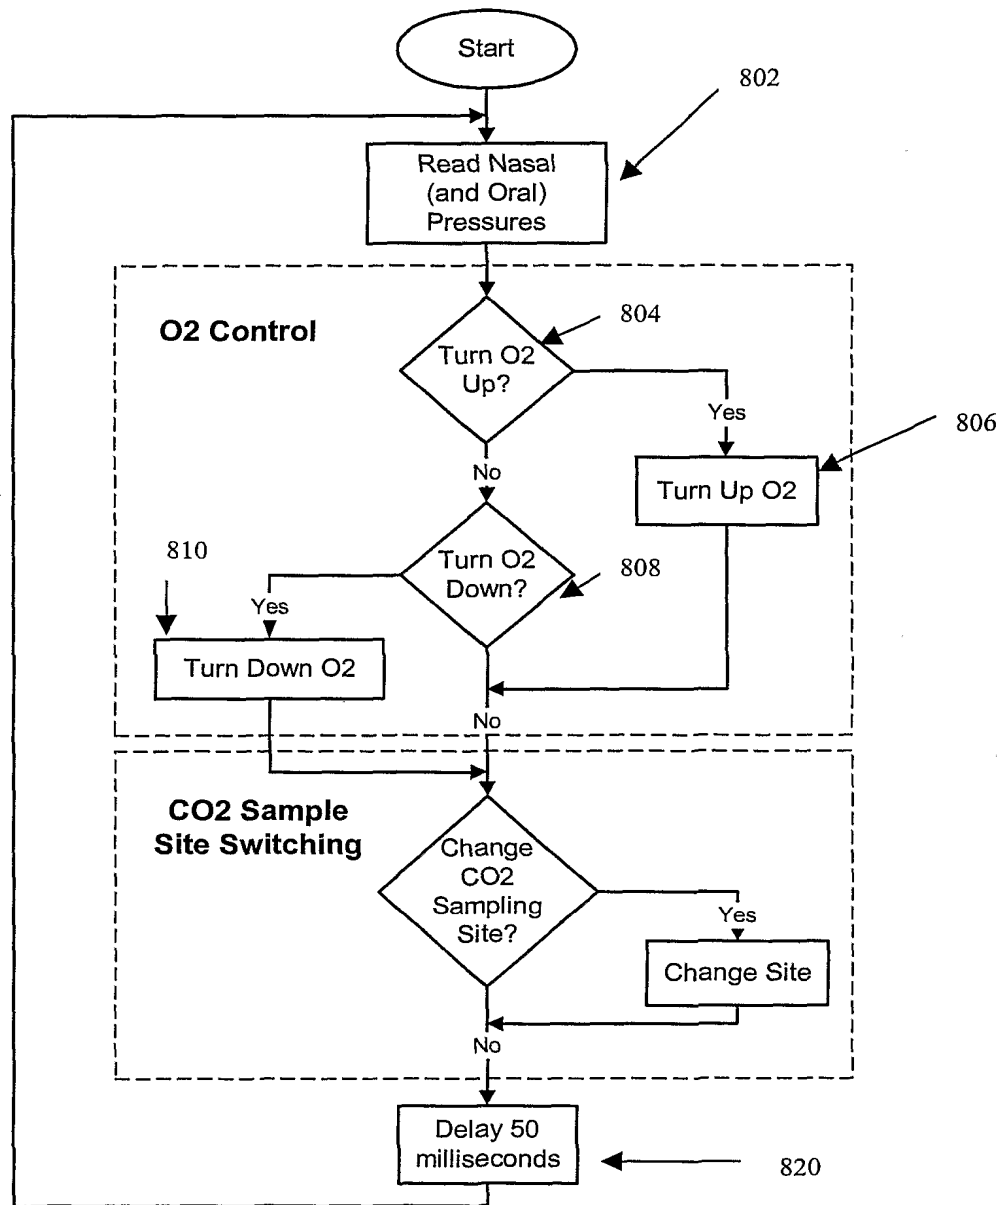 Start
802
Read Nasal
(and Oral)
Pressures
O2 Control
804
Turn O2
Up?
Yes
806
Turn Up O2
No
810
Turn O2
Down?
808
Yes
Turn Down O2
No
CO2 Sample
Site Switching
Change
CO2
Sampling
Site?
Yes
Change Site
No
Delay 50
milliseconds
820